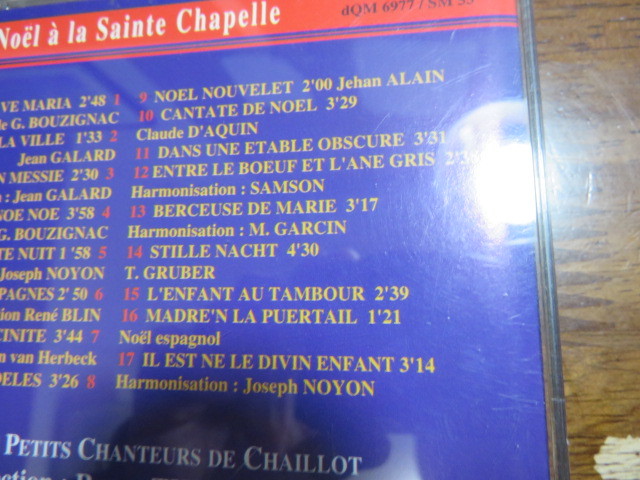 Noël à la Sainte Chapelle
dQM 6977 / SM 55
VE MARIA 2'48 1
de G. BOUZIGNAC
LA VILLE 1'33 2
Jean GALARD
N MESSIE 2'30 3
n : Jean GALARD
NOE NOE 3'58 4
G. BOUZIGNAC
TE NUIT 1 '58 5
Joseph NOYON
PAGNES 2' 50 6
tion René BLIN
CINITE 3'44 7
n van Herbeck
DELES 3'26 8
9 NOEL NOUVELET 2'00 Jehan ALAIN
10 CANTATE DE NOEL 3'29
Claude D'AQUIN
11 DANS UNE ETABLE OBSCURE 3'31
12 ENTRE LE BOEUF ET L'ANE GRIS
Harmonisation : SAMSON
13 BERCEUSE DE MARIE 3'17
Harmonisation : M. GARCIN
14 STILLE NACHT 4'30
T. GRUBER
15 L'ENFANT AU TAMBOUR 2'39
16 MADRE'N LA PUERTAIL 1'21
Noël espagnol
17 IL EST NE LE DIVIN ENFANT 3'14
Harmonisation : Joseph NOYON
PETITS CHANTEURS DE CHAILLOT